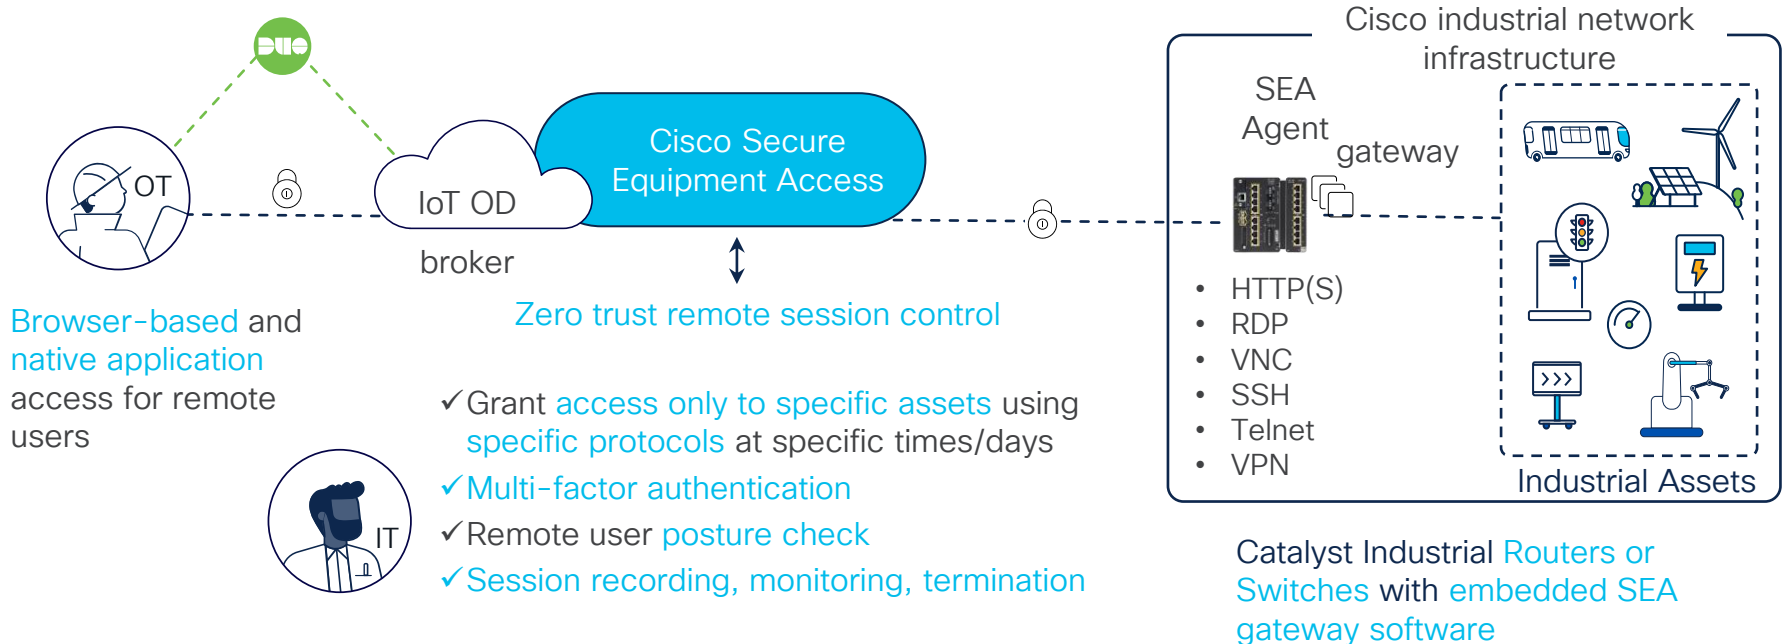 DUO
OT
IoT OD
broker
Cisco Secure
Equipment Access
Zero trust remote session control
Browser-based and
native application
access for remote
users
✓Grant access only to specific assets using
specific protocols at specific times/days
✓Multi-factor authentication
✓Remote user posture check
✓Session recording, monitoring, termination
IT
Cisco industrial network
infrastructure
SEA
Agent
gateway
• HTTP(S)
• RDP
• VNC
• SSH
• Telnet
• VPN
>>>
Industrial Assets
Catalyst Industrial Routers or
Switches with embedded SEA
gateway software